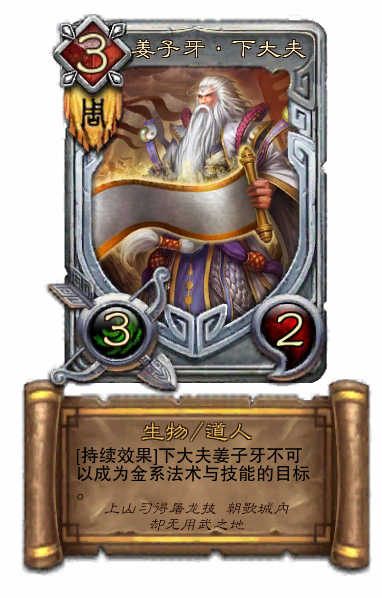 3
姜子牙·下大夫
周
3
2
生物/道人
[持续效果]下大夫姜子牙不可
以成为金系法术与技能的目标
。
上山习得屠龙技 朝歌城内
却无用武之地